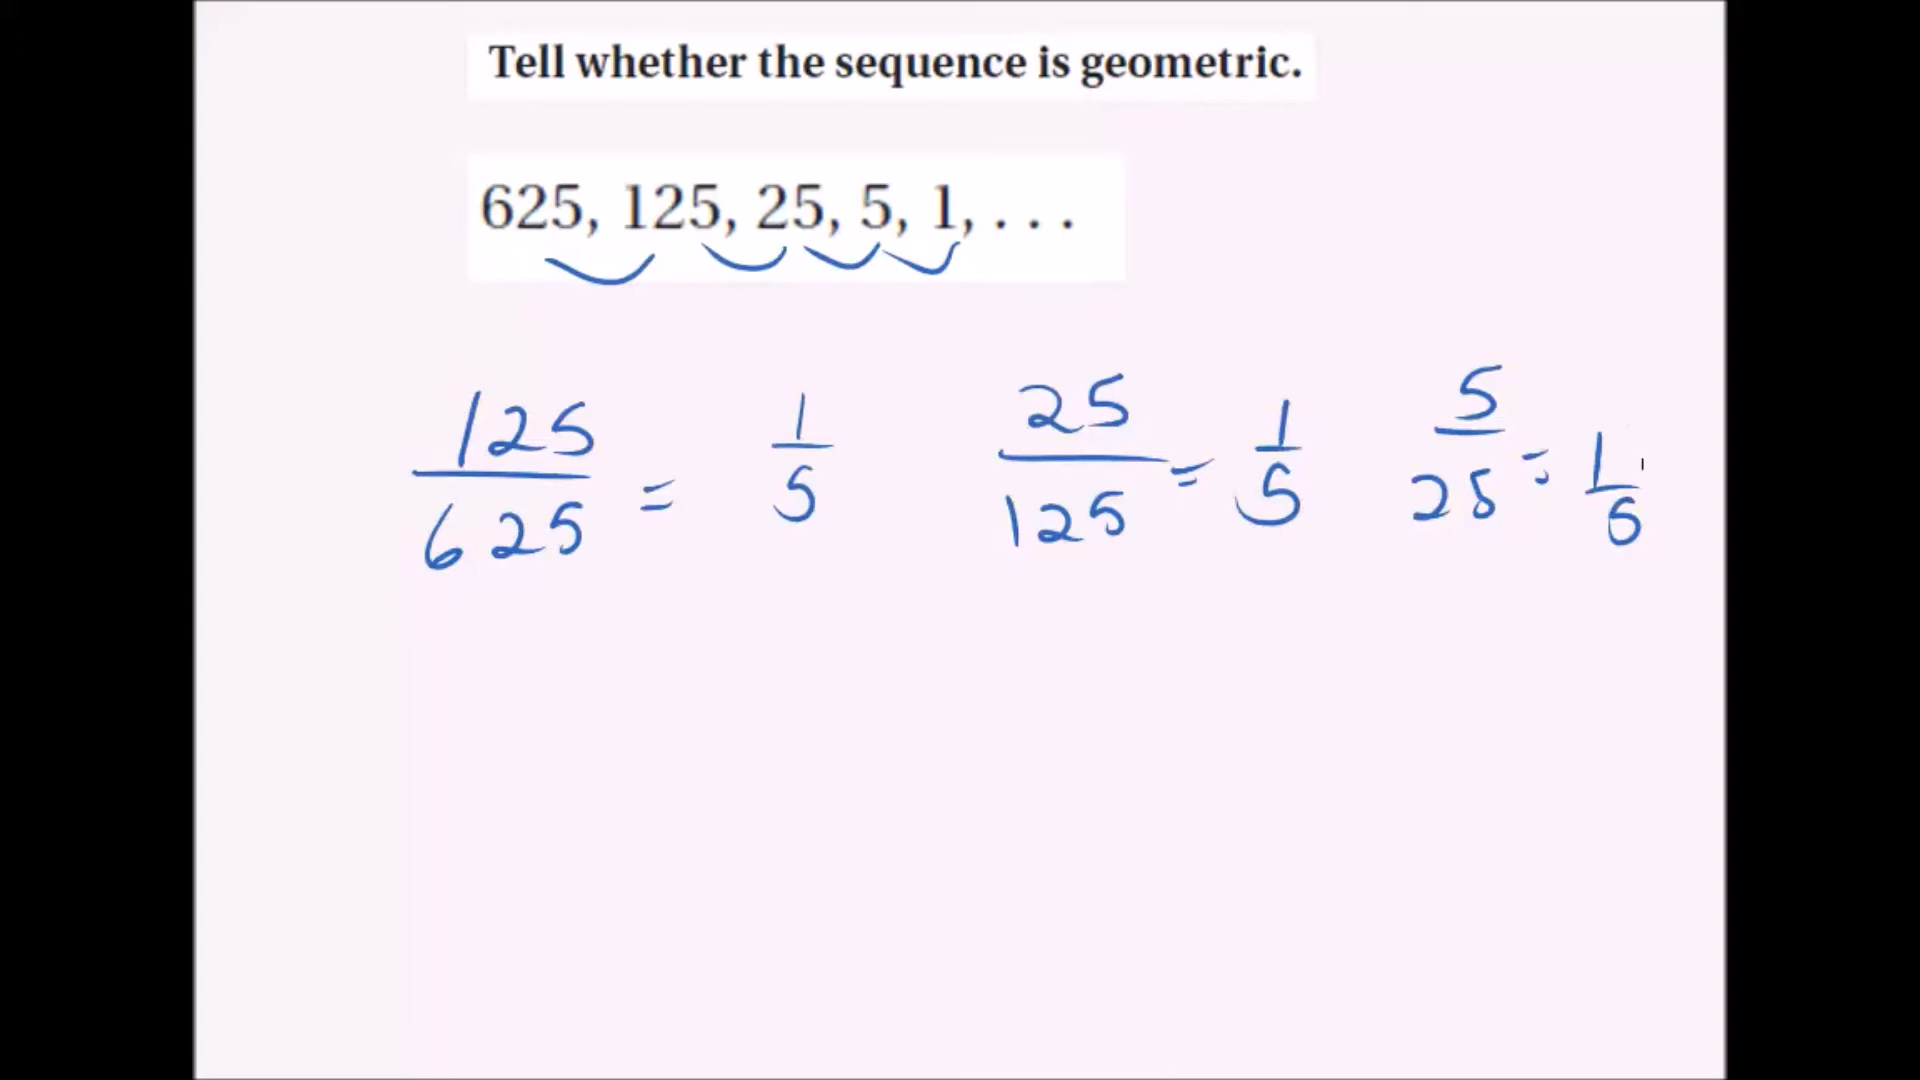 Tell whether the sequence is geometric.
625, 125, 25, 5, 1, . . .
125/625 = 1/5 25/125 = 1/5 5/25 = 1/5